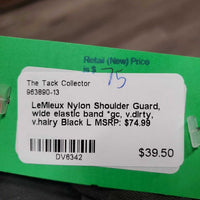 Retail (New) Price
is $ 75
The Tack Collector
963890-13
LeMieux Nylon Shoulder Guard,
wide elastic band *gc, v.dirty,
v.hairy Black L MSRP: $74.99
DV6342
$39.50